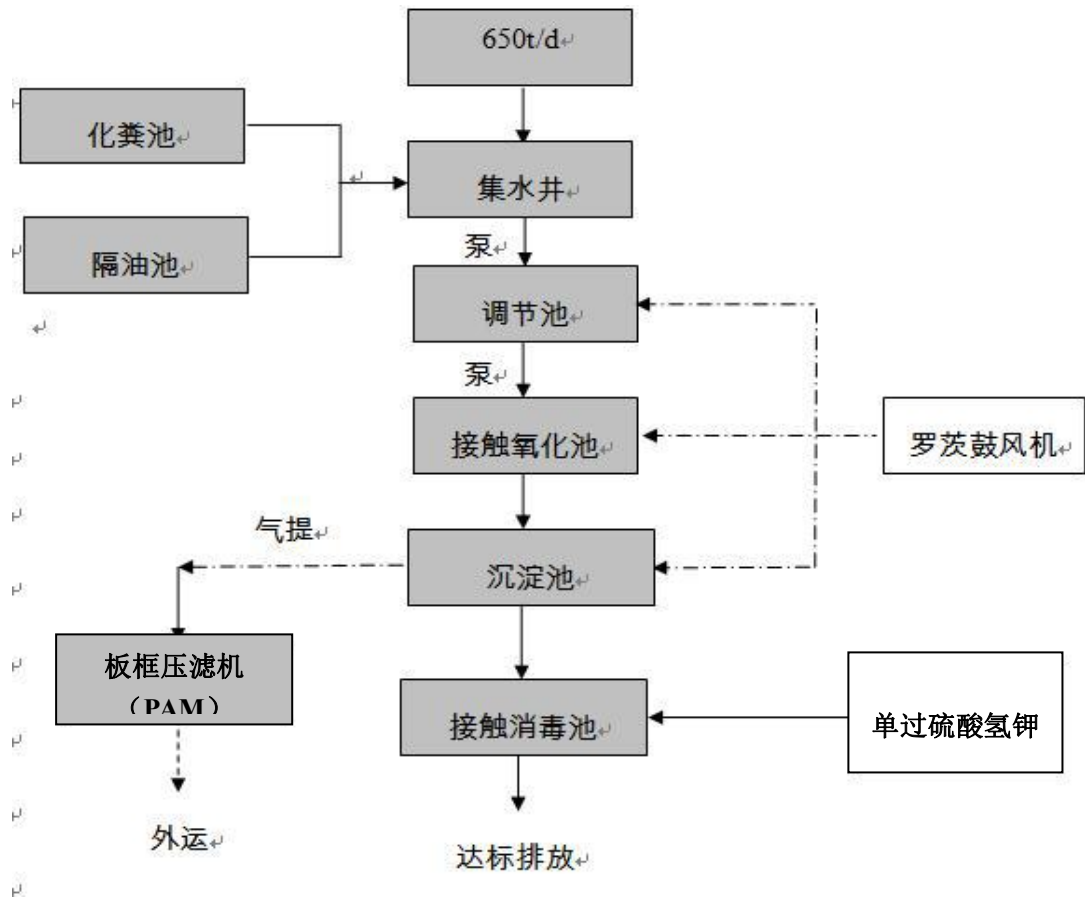 650t/d
化粪池
集水井
隔油池
泵
调节池
泵
接触氧化池
罗茨鼓风机
气提
沉淀池
板框压滤机
（PAM）
接触消毒池
单过硫酸氢钾
外运
达标排放